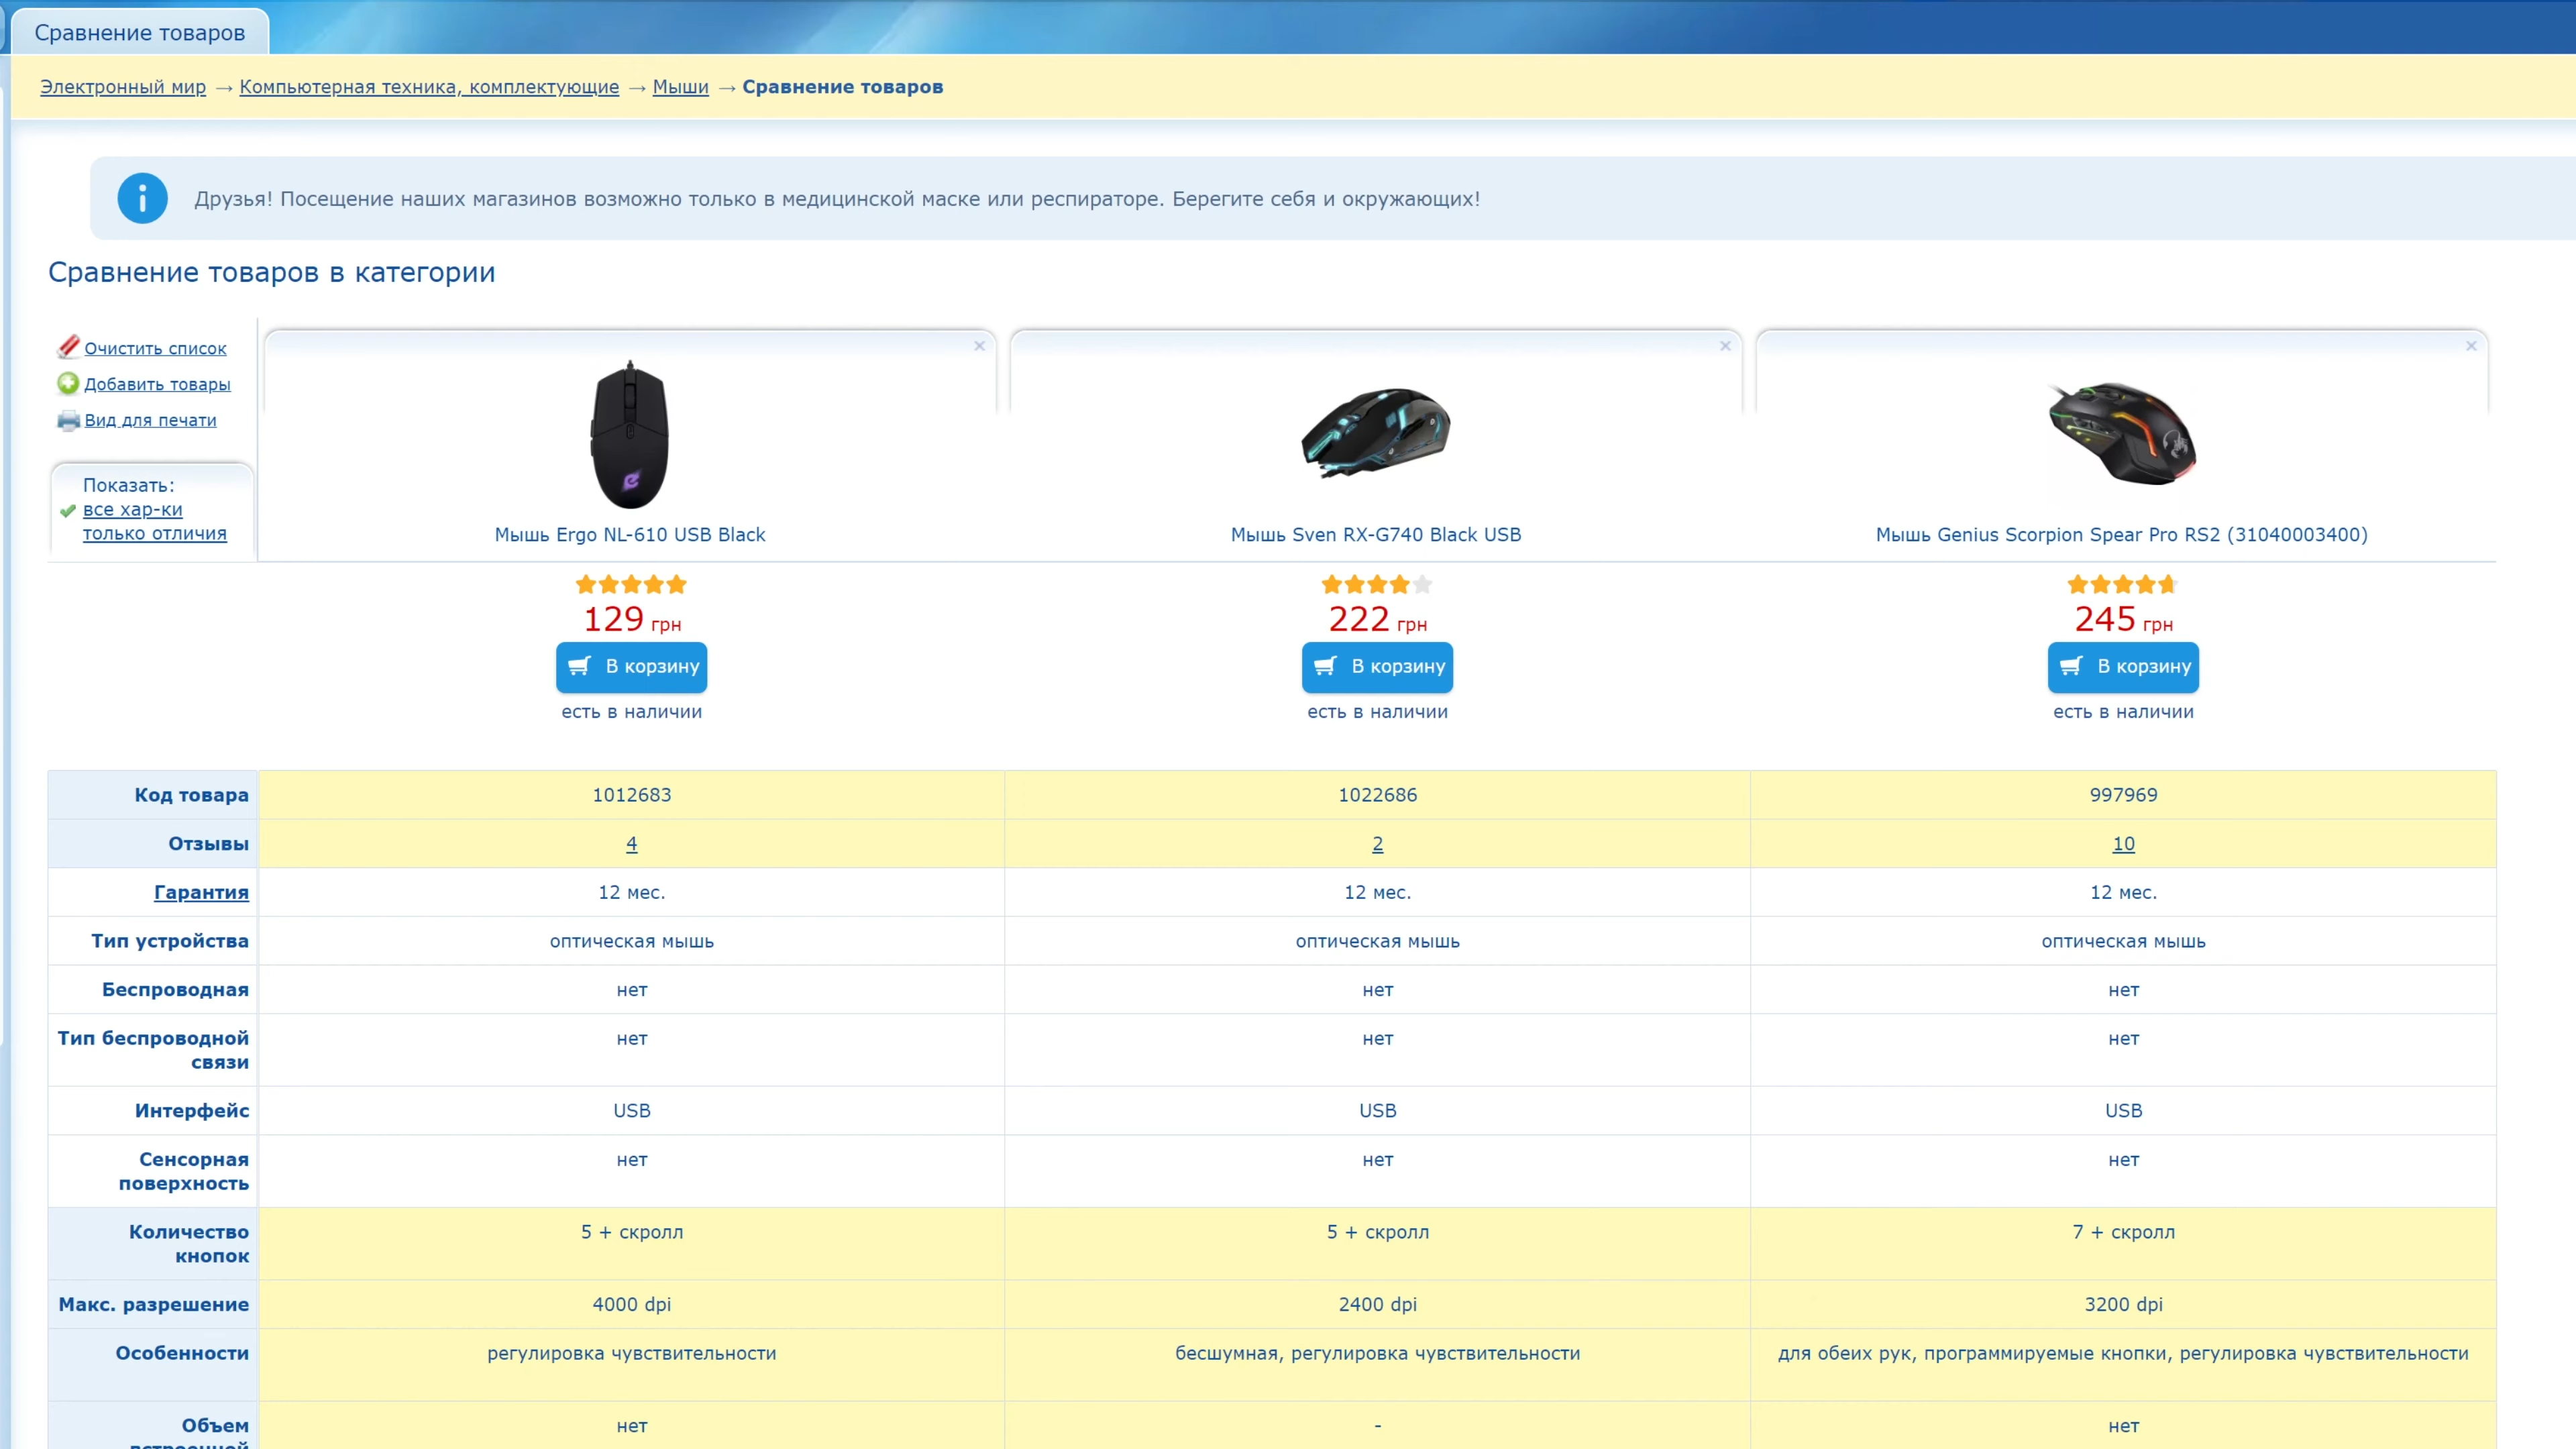 Сравнение товаров
Электронный мир → Компьютерная техника, комплектующие → Мыши → Сравнение товаров
Друзья! Посещение наших магазинов возможно только в медицинской маске или респираторе. Берегите себя и окружающих!
Сравнение товаров в категории
Очистить список
Добавить товары
Вид для печати
Показать:
все хар-ки
только отличия
Мышь Ergo NL-610 USB Black Мышь Sven RX-G740 Black USB Мышь Genius Scorpion Spear Pro RS2 (31040003400)
129 грн 222 грн 245 грн
В корзину В корзину В корзину
есть в наличии есть в наличии есть в наличии
Код товара 1012683 1022686 997969
Отзывы 4 2 10
Гарантия 12 мес. 12 мес. 12 мес.
Тип устройства оптическая мышь оптическая мышь оптическая мышь
Беспроводная нет нет нет
Тип беспроводной нет нет нет
связи
Интерфейс USB USB USB
Сенсорная нет нет нет
поверхность
Количество 5 + скролл 5 + скролл 7 + скролл
кнопок
Макс. разрешение 4000 dpi 2400 dpi 3200 dpi
Особенности регулировка чувствительности бесшумная, регулировка чувствительности для обеих рук, программируемые кнопки, регулировка чувствительности
Объем нет - нет